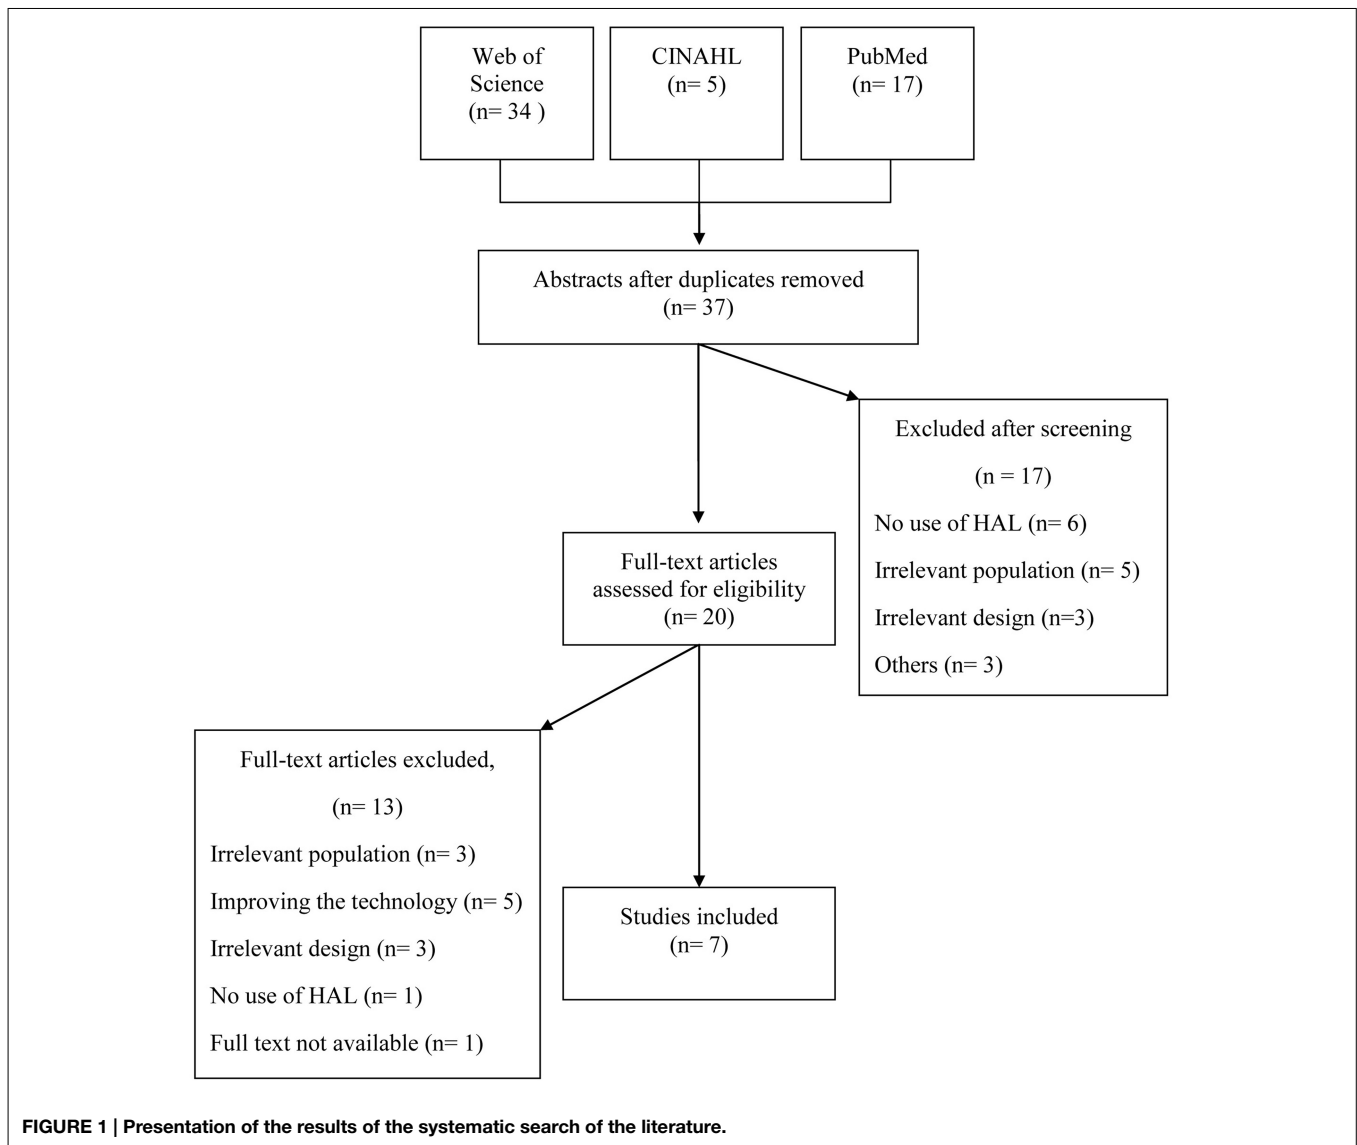 Web of
Science
(n= 34 )
CINAHL
(n= 5)
PubMed
(n= 17)
Abstracts after duplicates removed
(n= 37)
Excluded after screening
(n = 17)
No use of HAL (n= 6)
Irrelevant population (n= 5)
Irrelevant design (n=3)
Others (n= 3)
Full-text articles
assessed for eligibility
(n= 20)
Full-text articles excluded,
(n= 13)
Irrelevant population (n= 3)
Improving the technology (n= 5)
Irrelevant design (n= 3)
No use of HAL (n= 1)
Full text not available (n= 1)
Studies included
(n= 7)
FIGURE 1 | Presentation of the results of the systematic search of the literature.